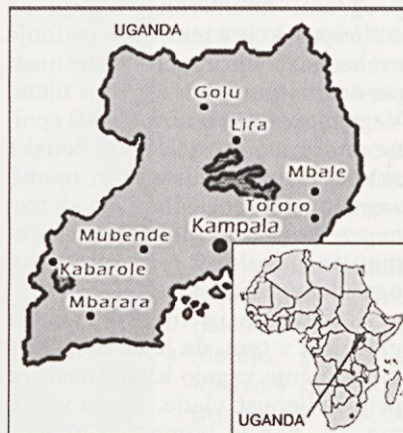 UGANDA
Golu
Lira
Mbale
Tororo
Kampala
Mubende
Kabarole
Mbarara
UGANDA